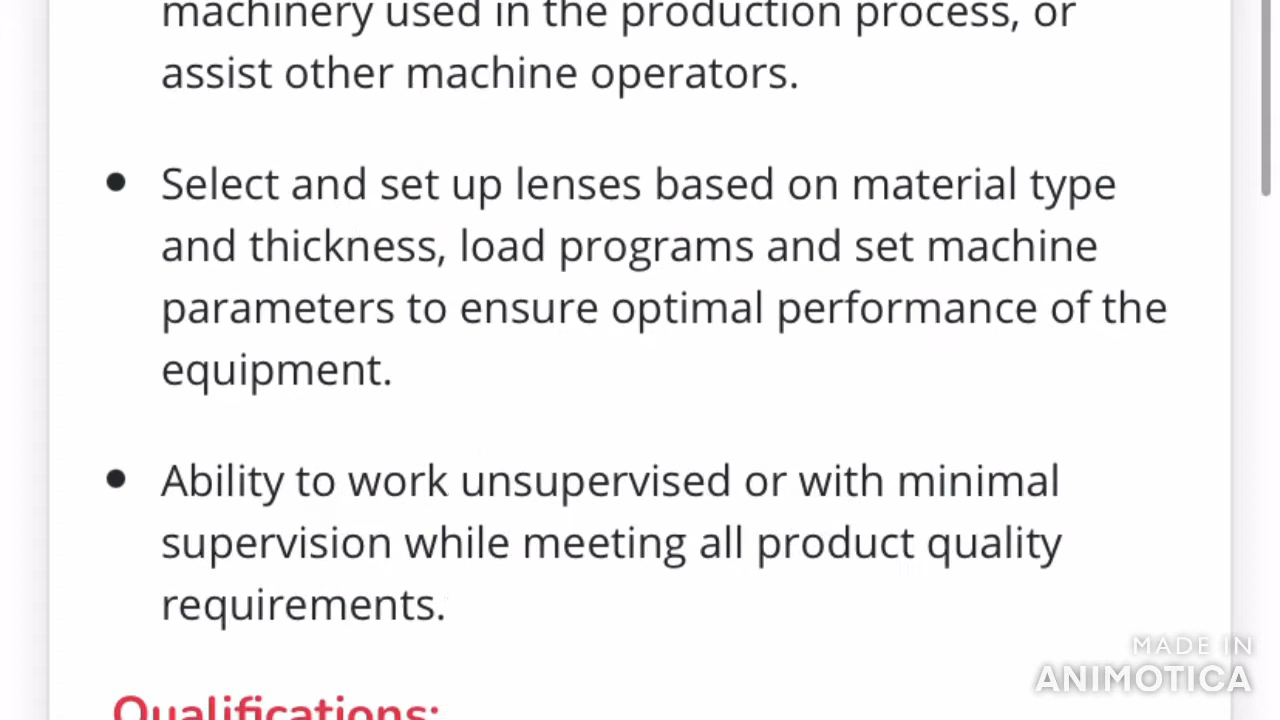 machinery used in the production process, or
assist other machine operators.
● Select and set up lenses based on material type
and thickness, load programs and set machine
parameters to ensure optimal performance of the
equipment.
● Ability to work unsupervised or with minimal
supervision while meeting all product quality
requirements.
Qualifications:
MADE IN
ANIMOTICA